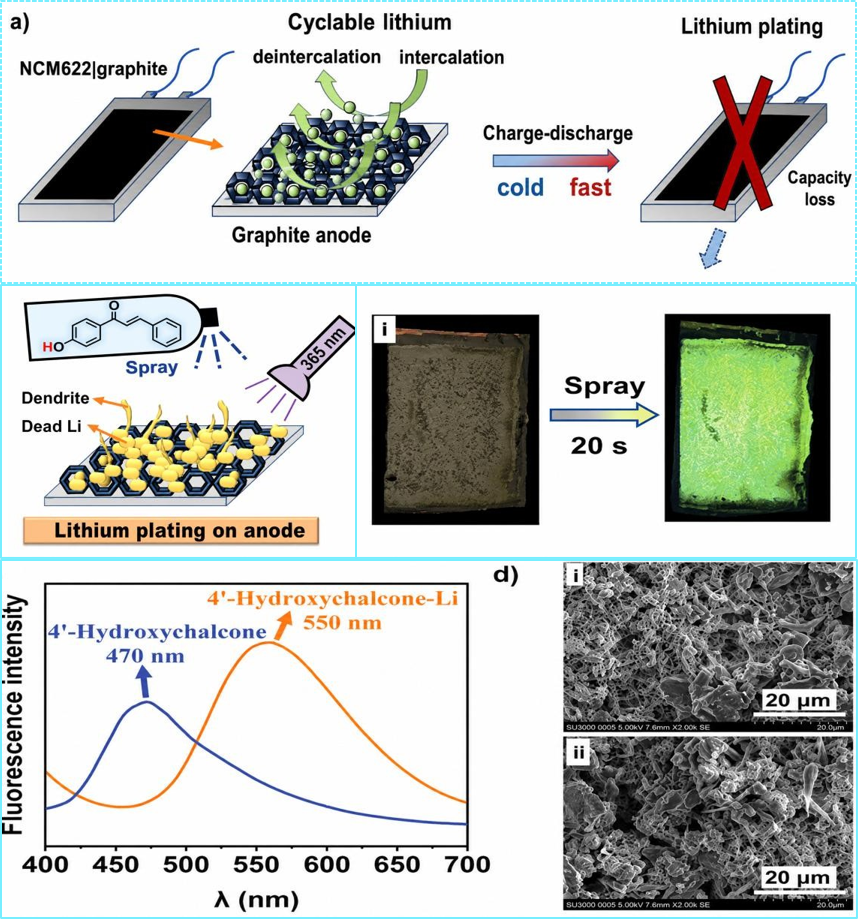 a)
Cyclable lithium
Lithium plating
NCM622|graphite
deintercalation
intercalation
Charge-discharge
cold
fast
Capacity
loss
Graphite anode
O
HO
Spray
365 nm
Dendrite
Dead Li
Lithium plating on anode
i
Spray
20 s
Fluorescence intensity
4'-Hydroxychalcone-Li
550 nm
4'-Hydroxychalcone
470 nm
400 450 500 550 600 650 700
λ (nm)
d)
i
20 μm
SU3000 0005 5.00kV 7.6mm X2.00k SE
20.0μm
ii
20 μm
SU3000 0005 5.00kV 7.6mm X2.00k SE
20.0μm